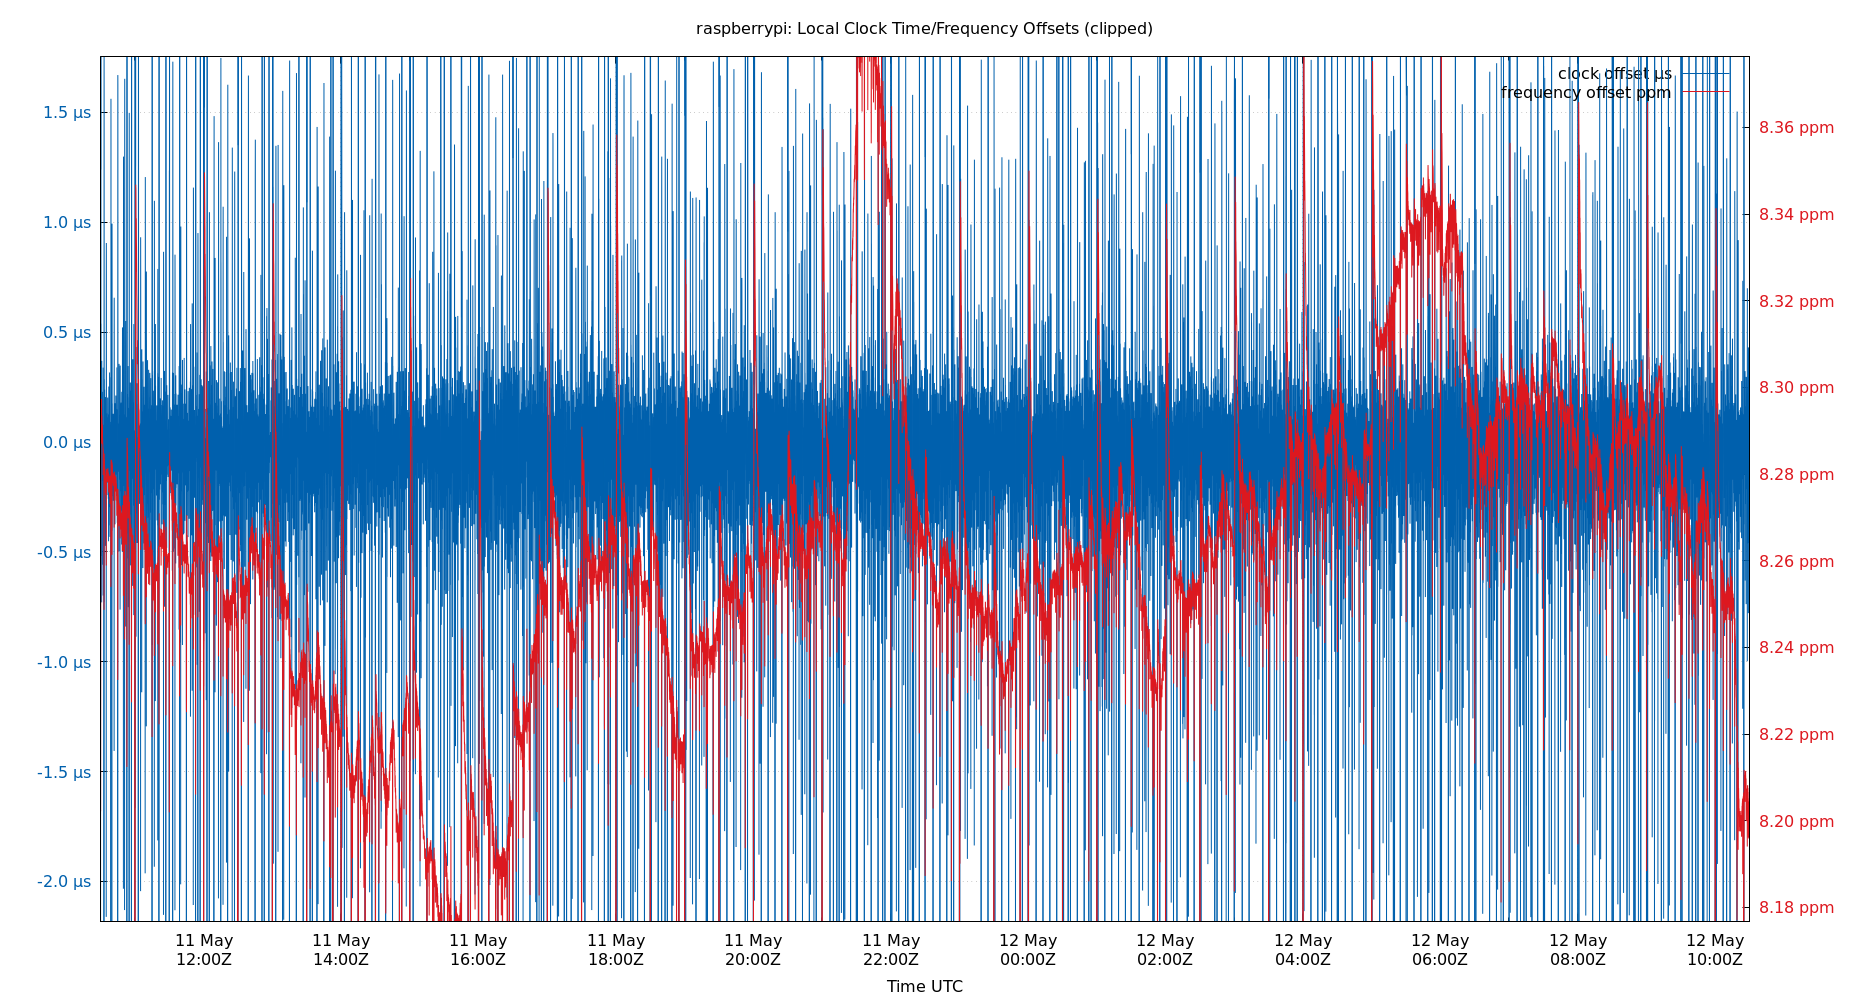 raspberrypi: Local Clock Time/Frequency Offsets (clipped)
clock offset µs
frequency offset ppm
1.5 µs
1.0 µs
0.5 µs
0.0 µs
-0.5 µs
-1.0 µs
-1.5 µs
-2.0 µs
8.36 ppm
8.34 ppm
8.32 ppm
8.30 ppm
8.28 ppm
8.26 ppm
8.24 ppm
8.22 ppm
8.20 ppm
8.18 ppm
11 May 11 May 11 May 11 May 11 May 11 May 12 May 12 May 12 May 12 May 12 May 12 May
12:00Z 14:00Z 16:00Z 18:00Z 20:00Z 22:00Z 00:00Z 02:00Z 04:00Z 06:00Z 08:00Z 10:00Z
Time UTC